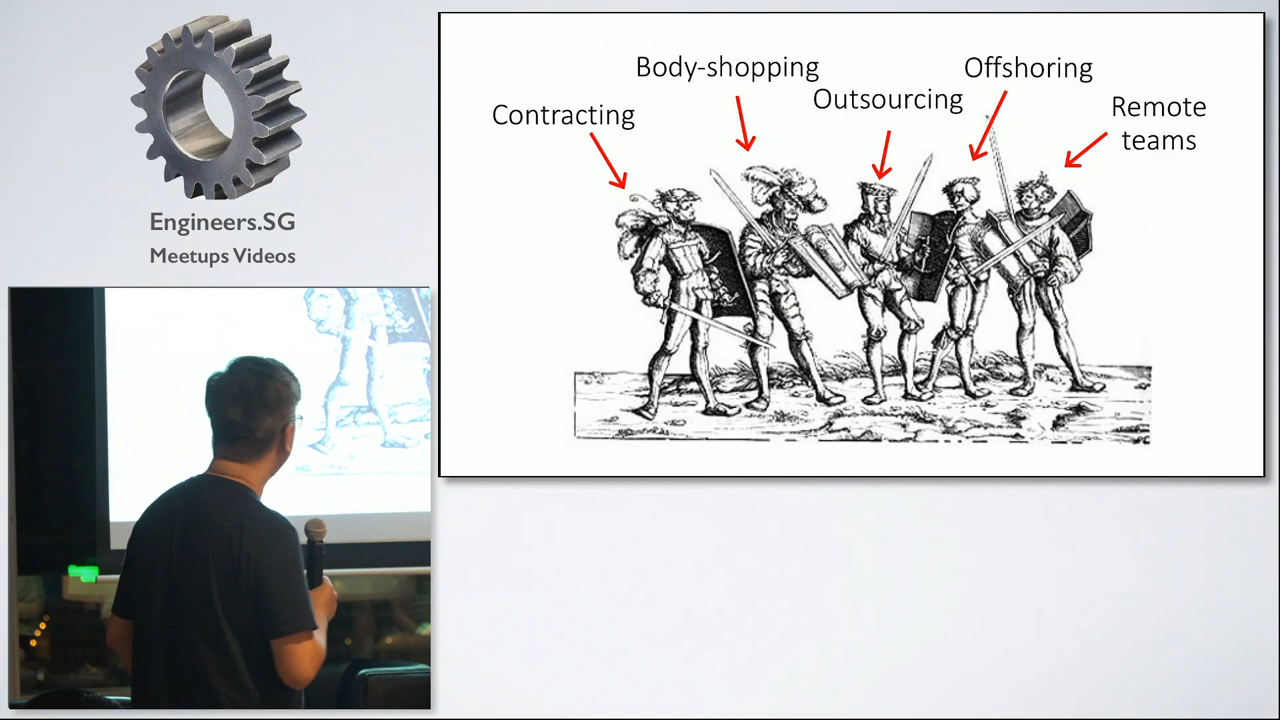 Engineers.SG
Meetups Videos
Contracting
Body-shopping
Outsourcing
Offshoring
Remote
teams